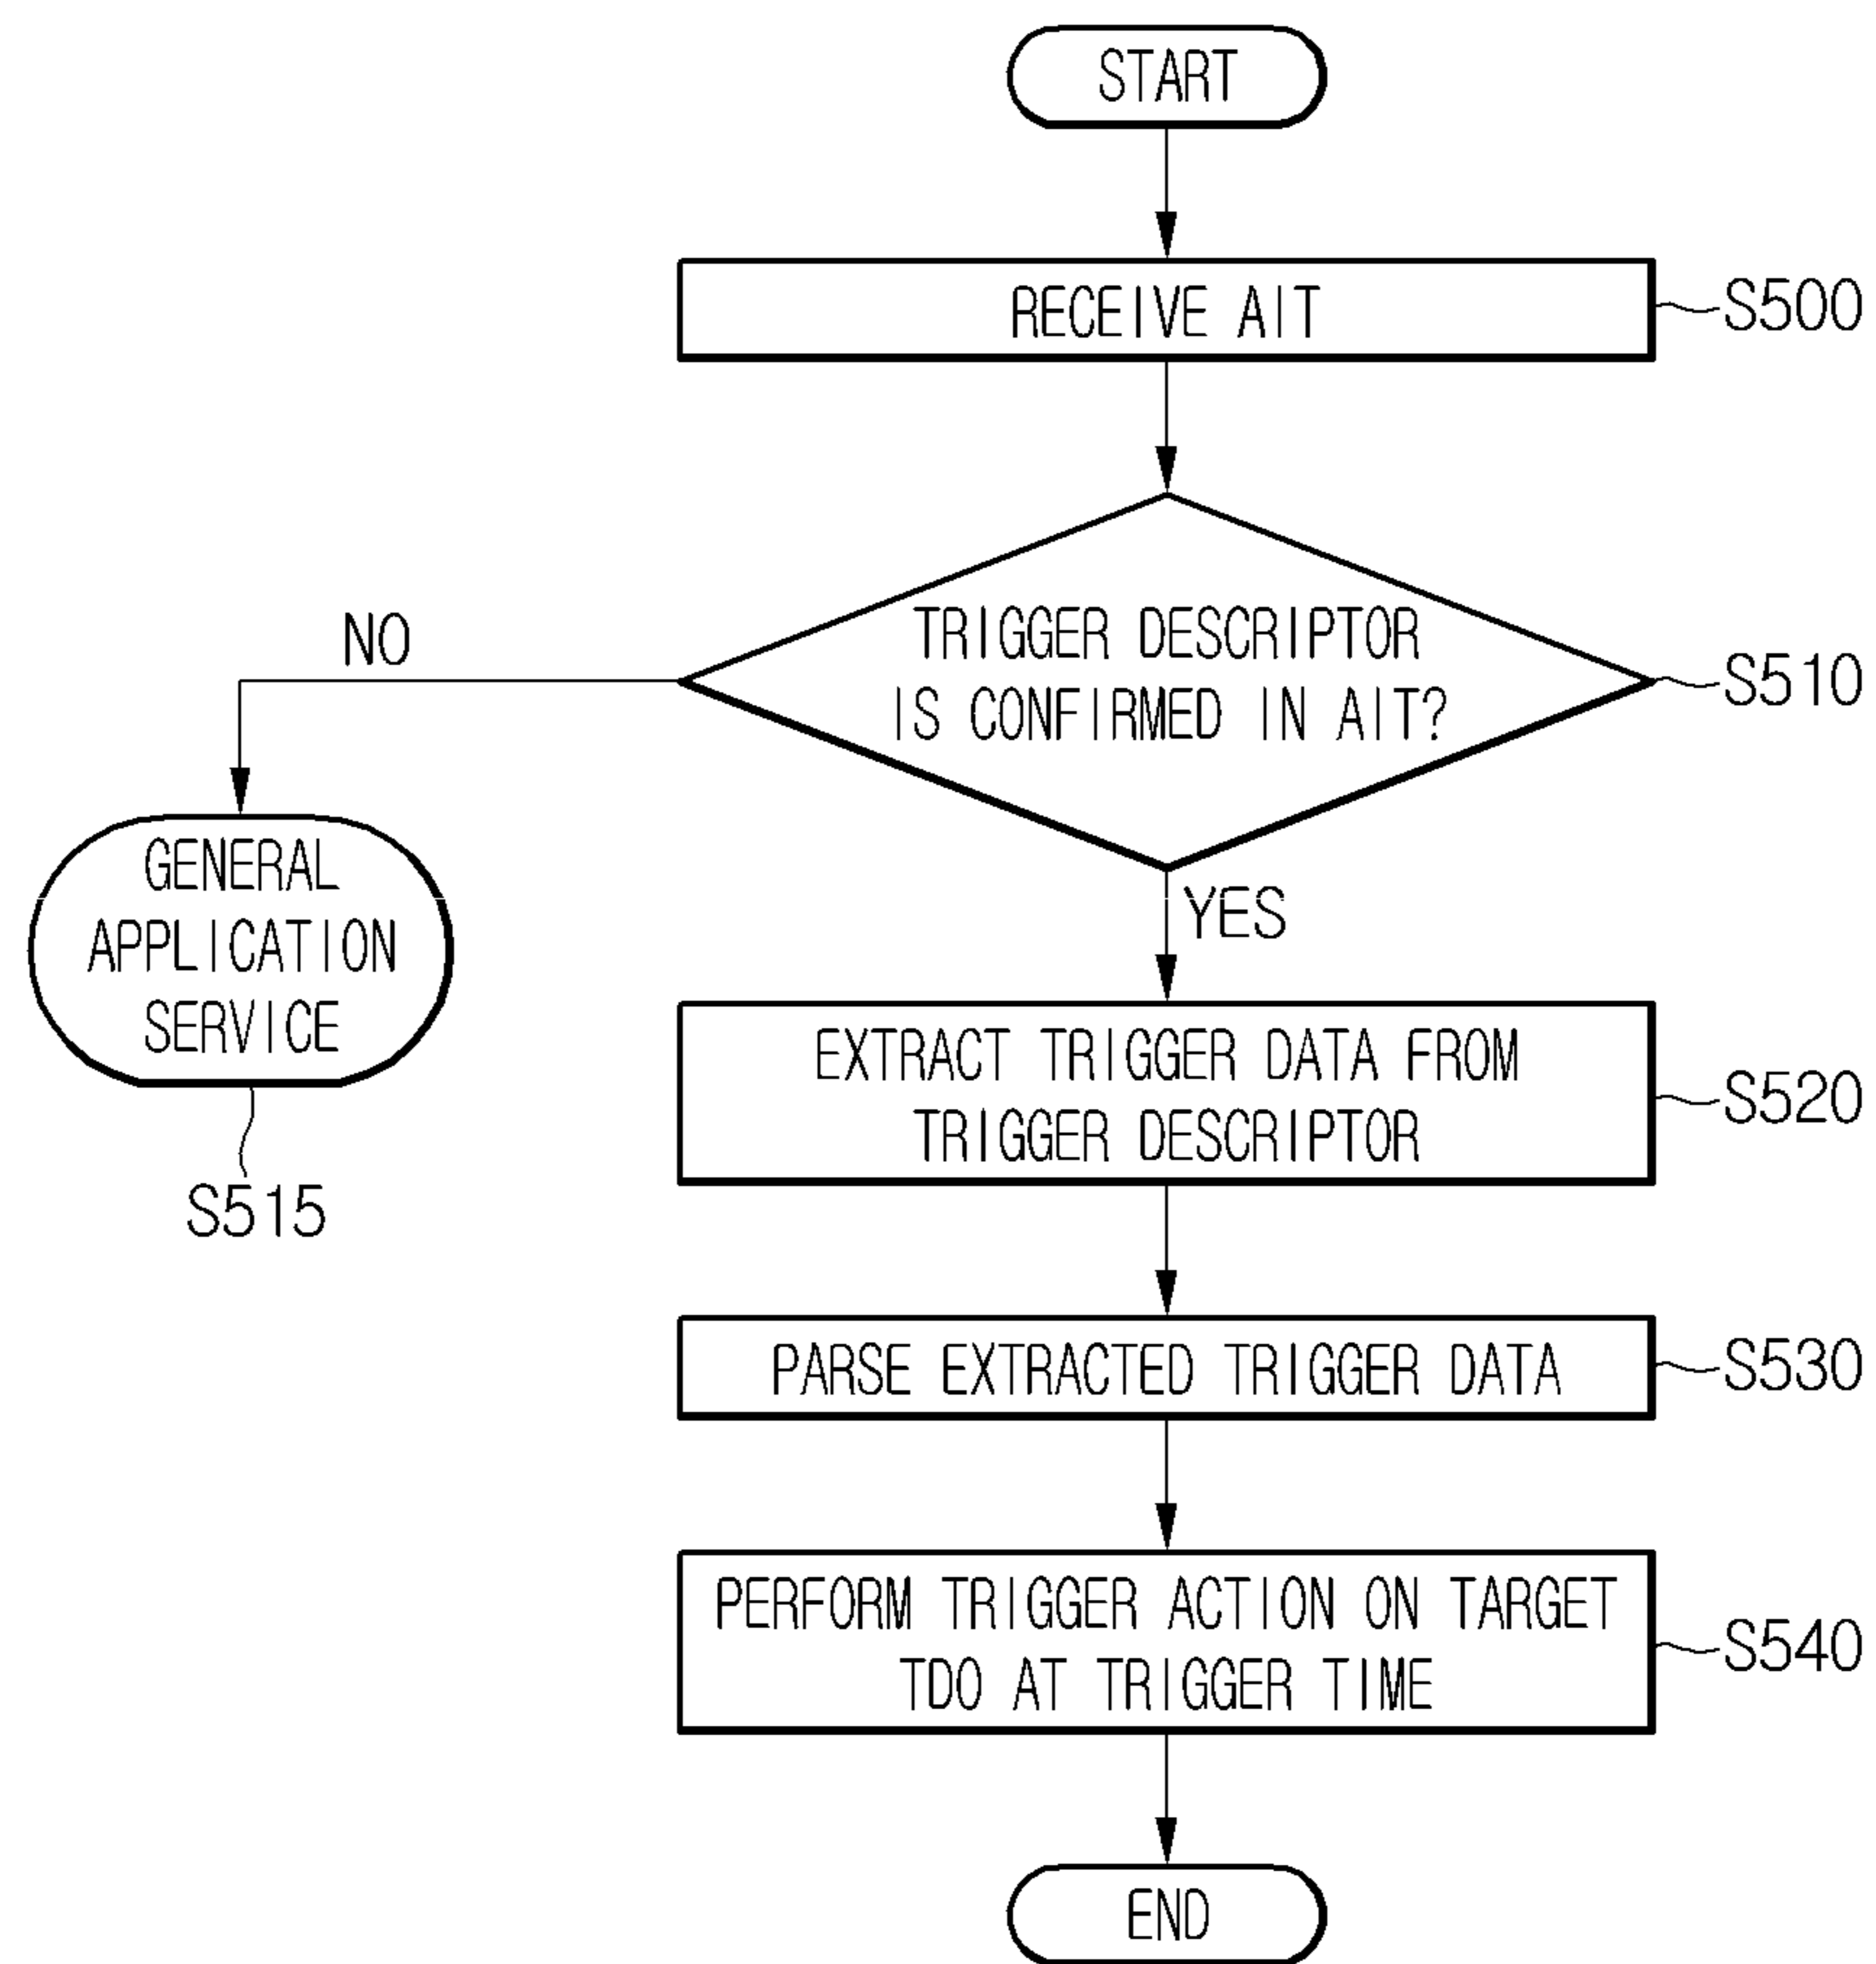 START
RECEIVE AIT
S500
TRIGGER DESCRIPTOR
IS CONFIRMED IN AIT?
S510
NO
GENERAL
APPLICATION
SERVICE
S515
YES
EXTRACT TRIGGER DATA FROM
TRIGGER DESCRIPTOR
S520
PARSE EXTRACTED TRIGGER DATA
S530
PERFORM TRIGGER ACTION ON TARGET
TDO AT TRIGGER TIME
S540
END